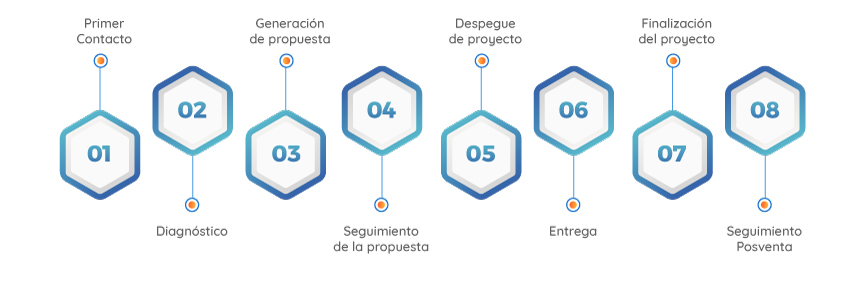 Primer
Contacto
01
02
Diagnóstico
Generación
de propuesta
03
04
Seguimiento
de la propuesta
Despegue
de proyecto
05
06
Entrega
Finalización
del proyecto
07
08
Seguimiento
Posventa